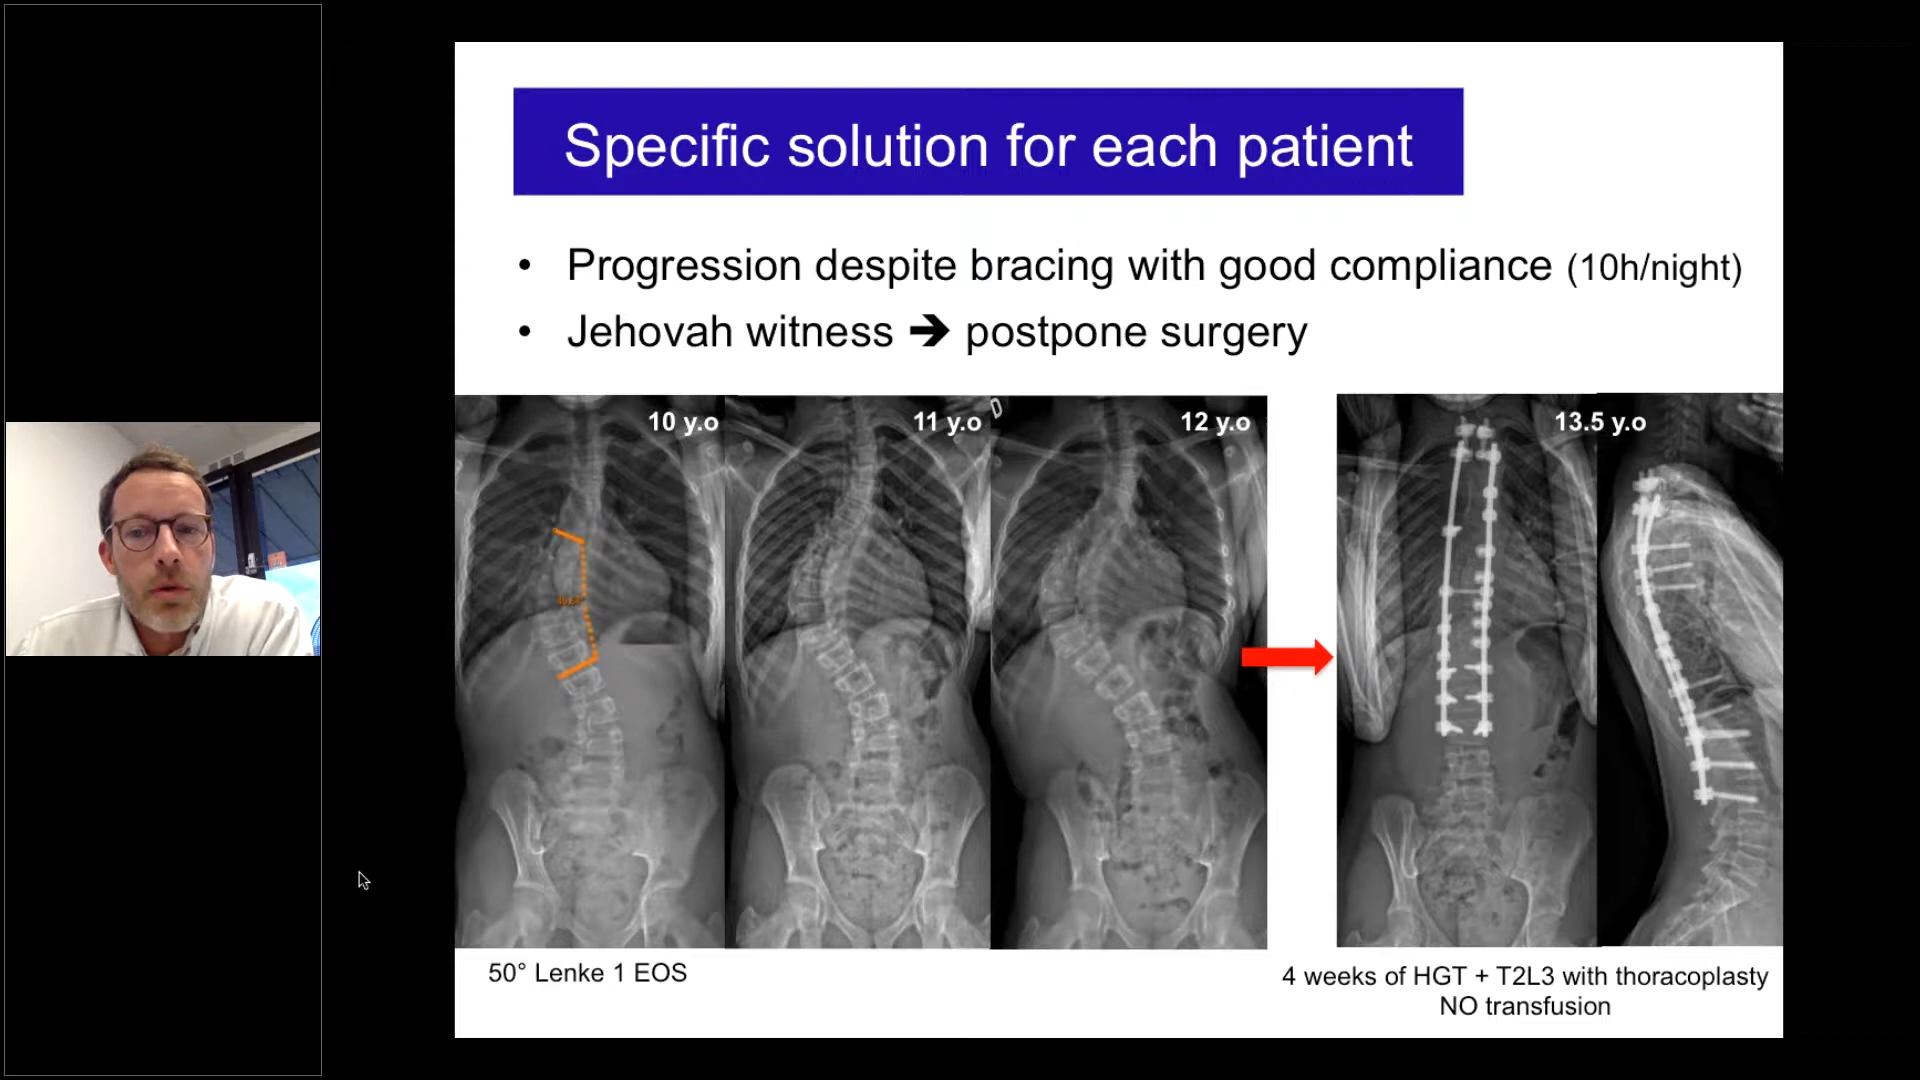 Specific solution for each patient
• Progression despite bracing with good compliance (10h/night)
• Jehovah witness ➔ postpone surgery
10 y.o
11 y.o
D
12 y.o
13.5 y.o
50° Lenke 1 EOS
4 weeks of HGT + T2L3 with thoracoplasty
NO transfusion